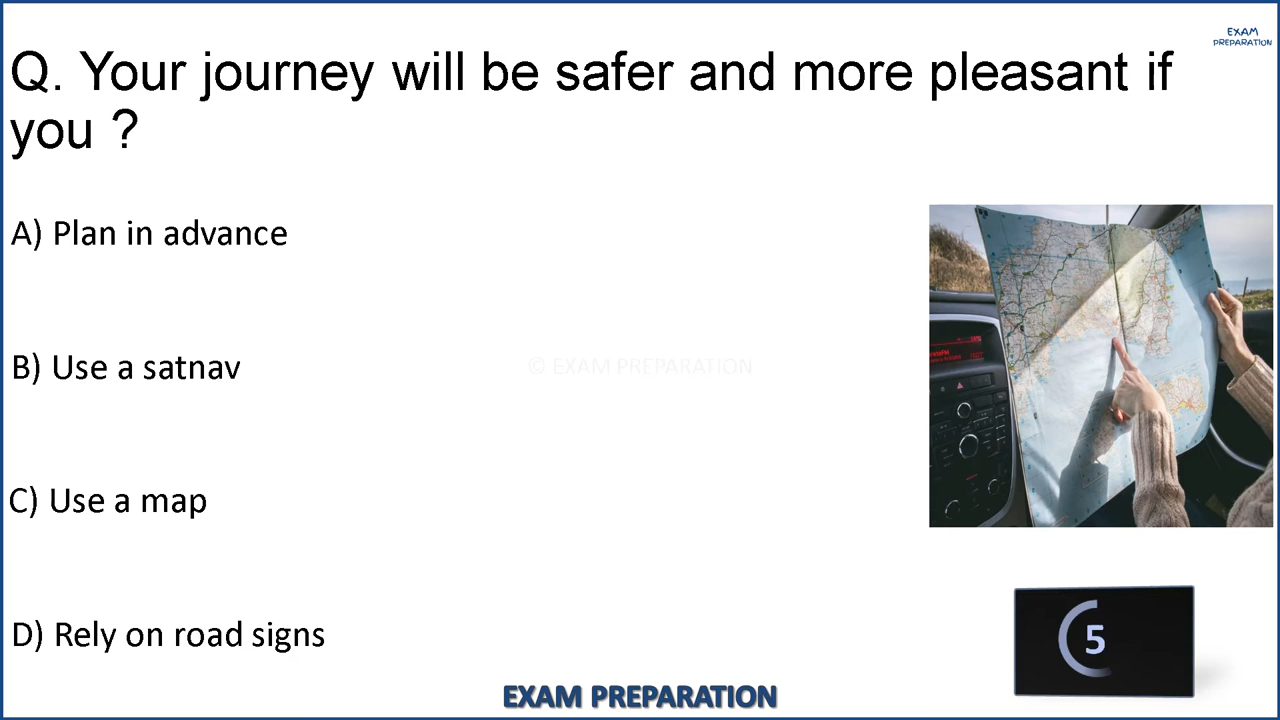 EXAM
PREPARATION
Q. Your journey will be safer and more pleasant if
you ?
A) Plan in advance
B) Use a satnav
© EXAM PREPARATION
C) Use a map
D) Rely on road signs
5
EXAM PREPARATION